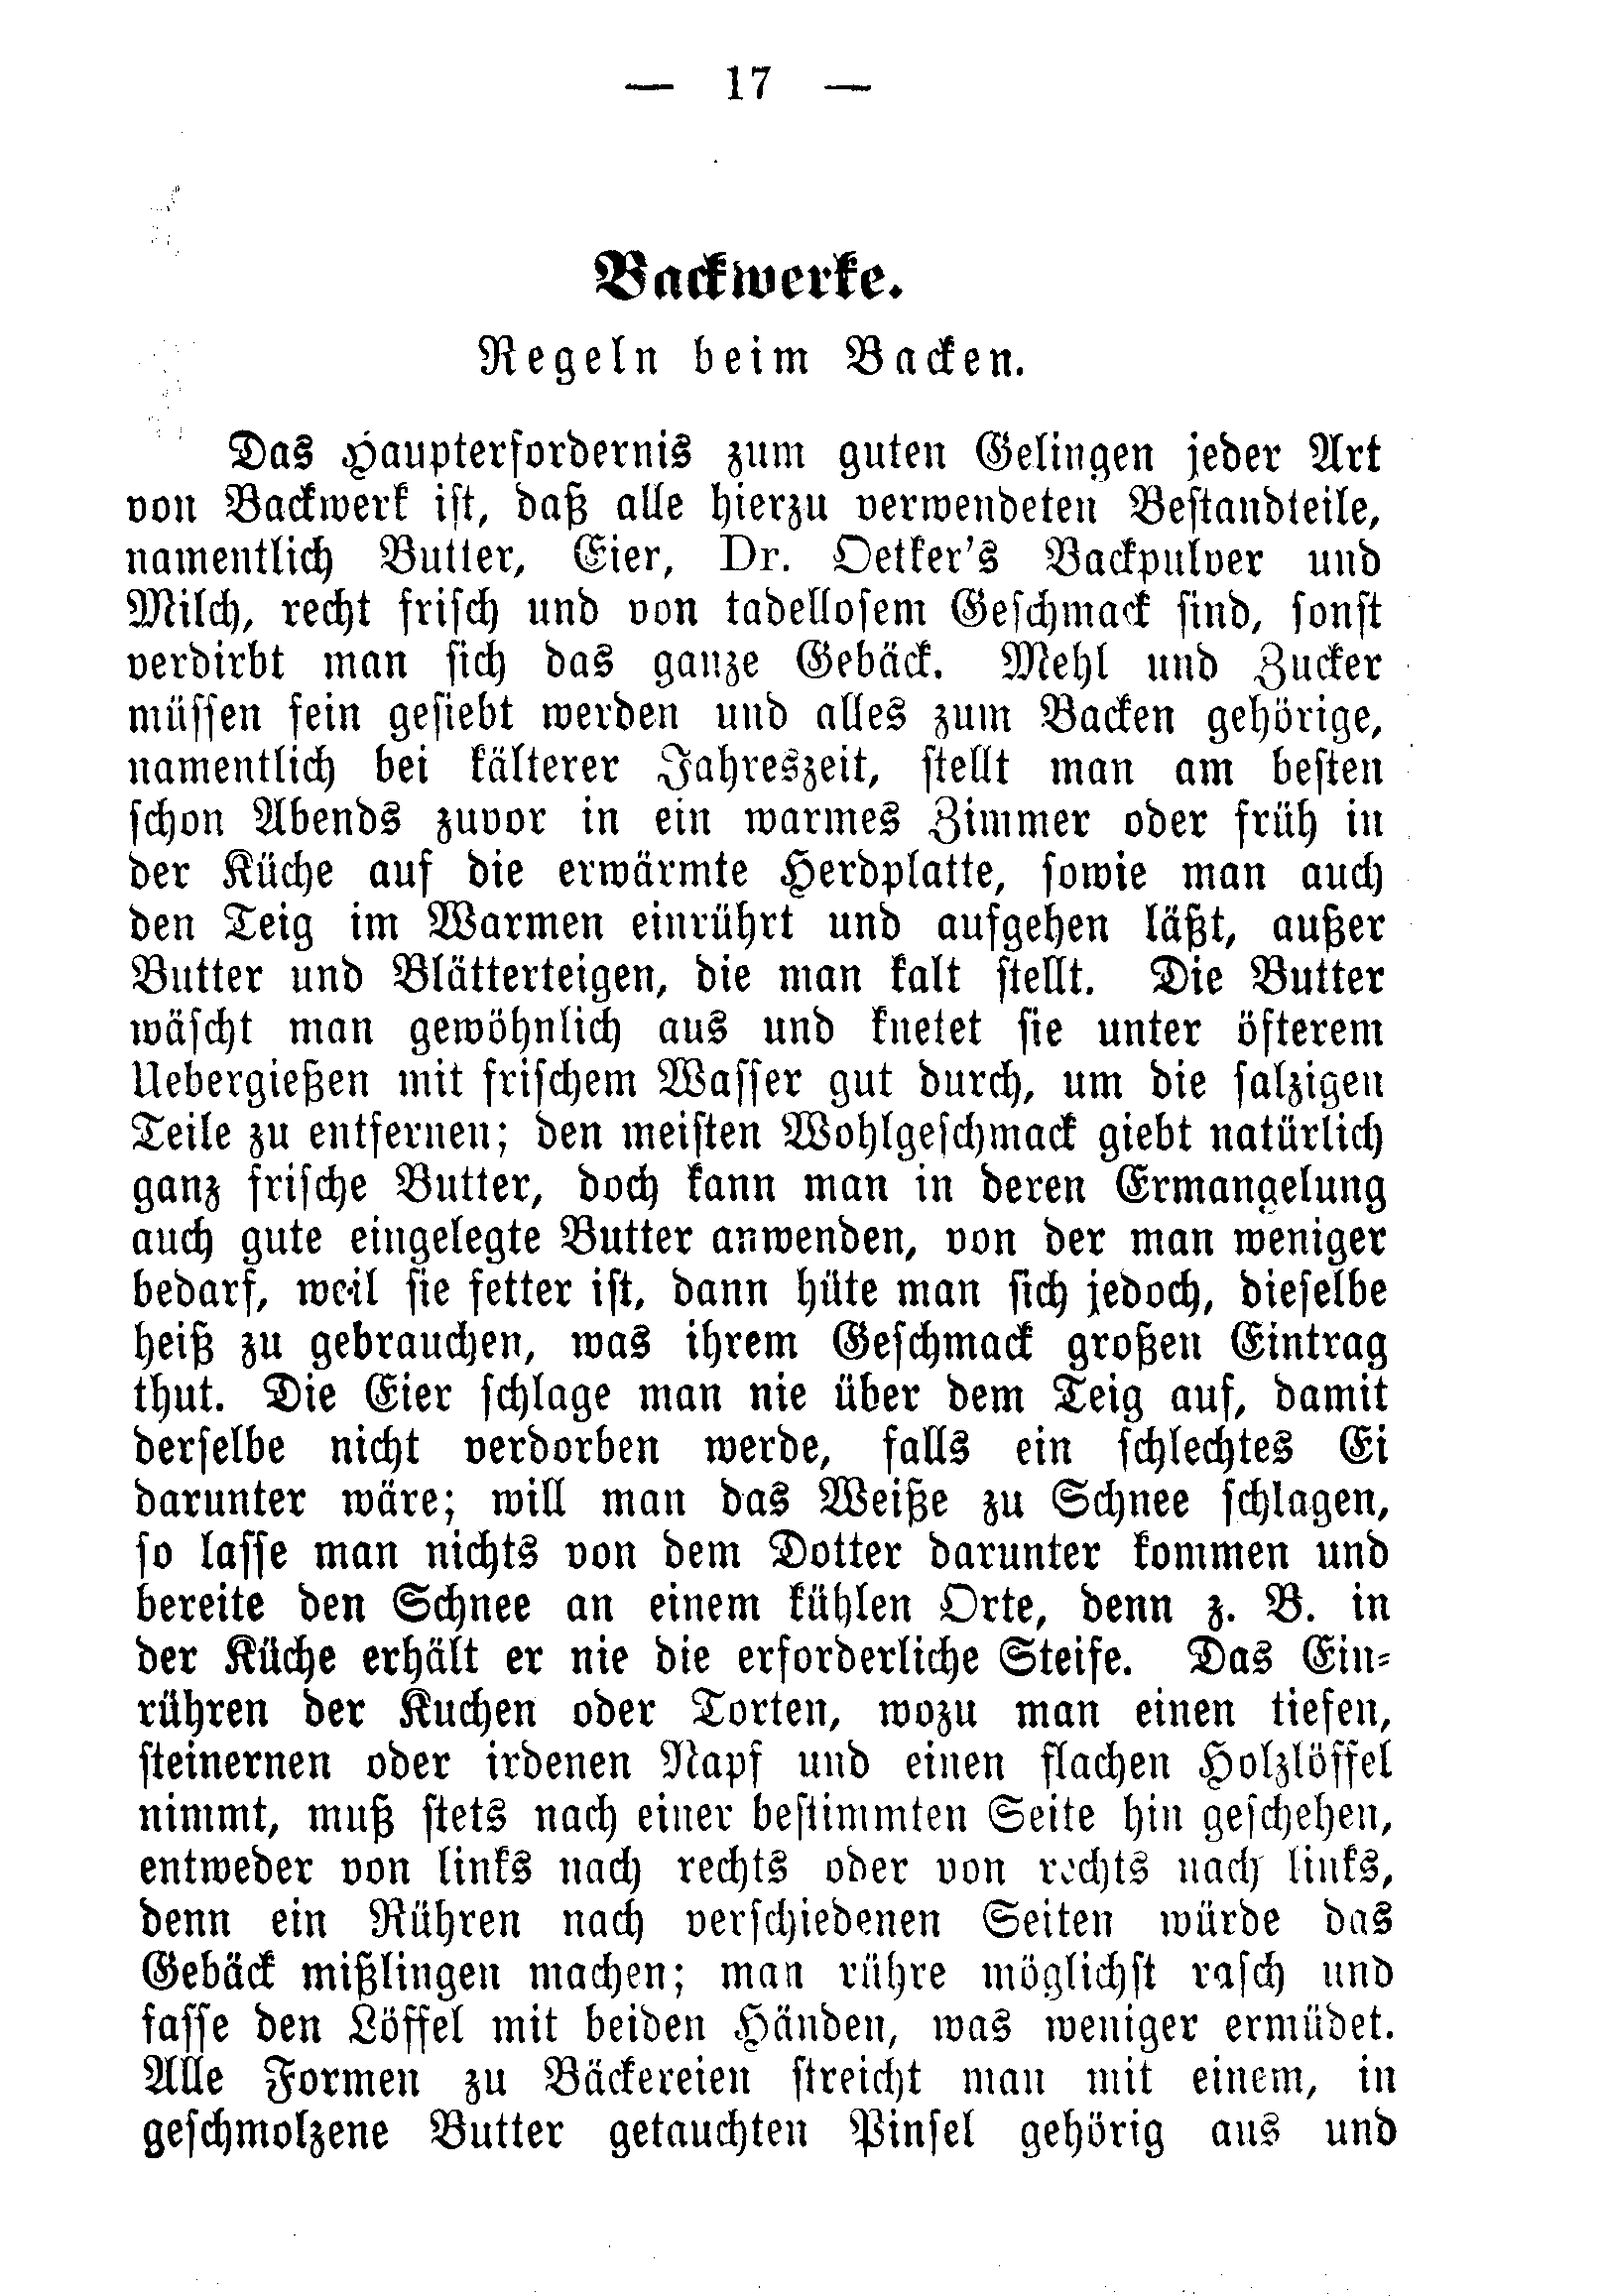 — 17 —
Backwerke.
Regeln beim Backen.
Das Haupterfordernis zum guten Gelingen jeder Art
von Backwerk ist, daß alle hierzu verwendeten Bestandteile,
namentlich Butter, Eier, Dr. Oetker's Backpulver und
Milch, recht frisch und von tadellosem Geschmack sind, sonst
verdirbt man sich das ganze Gebäck. Mehl und Zucker
müssen fein gesiebt werden und alles zum Backen gehörige,
namentlich bei kälterer Jahreszeit, stellt man am besten
schon Abends zuvor in ein warmes Zimmer oder früh in
der Küche auf die erwärmte Herdplatte, sowie man auch
den Teig im Warmen einrührt und aufgehen läßt, außer
Butter und Blätterteigen, die man kalt stellt. Die Butter
wäscht man gewöhnlich aus und knetet sie unter öfterem
Uebergießen mit frischem Wasser gut durch, um die salzigen
Teile zu entfernen; den meisten Wohlgeschmack giebt natürlich
ganz frische Butter, doch kann man in deren Ermangelung
auch gute eingelegte Butter anwenden, von der man weniger
bedarf, weil sie fetter ist, dann hüte man sich jedoch, dieselbe
heiß zu gebrauchen, was ihrem Geschmack großen Eintrag
thut. Die Eier schlage man nie über dem Teig auf, damit
derselbe nicht verdorben werde, falls ein schlechtes Ei
darunter wäre; will man das Weiße zu Schnee schlagen,
so lasse man nichts von dem Dotter darunter kommen und
bereite den Schnee an einem kühlen Orte, denn z. B. in
der Küche erhält er nie die erforderliche Steife. Das Ein-
rühren der Kuchen oder Torten, wozu man einen tiefen,
steinernen oder irdenen Napf und einen flachen Holzlöffel
nimmt, muß stets nach einer bestimmten Seite hin geschehen,
entweder von links nach rechts oder von rechts nach links,
denn ein Rühren nach verschiedenen Seiten würde das
Gebäck mißlingen machen; man rühre möglichst rasch und
fasse den Löffel mit beiden Händen, was weniger ermüdet.
Alle Formen zu Bäckereien streicht man mit einem, in
geschmolzene Butter getauchten Pinsel gehörig aus und